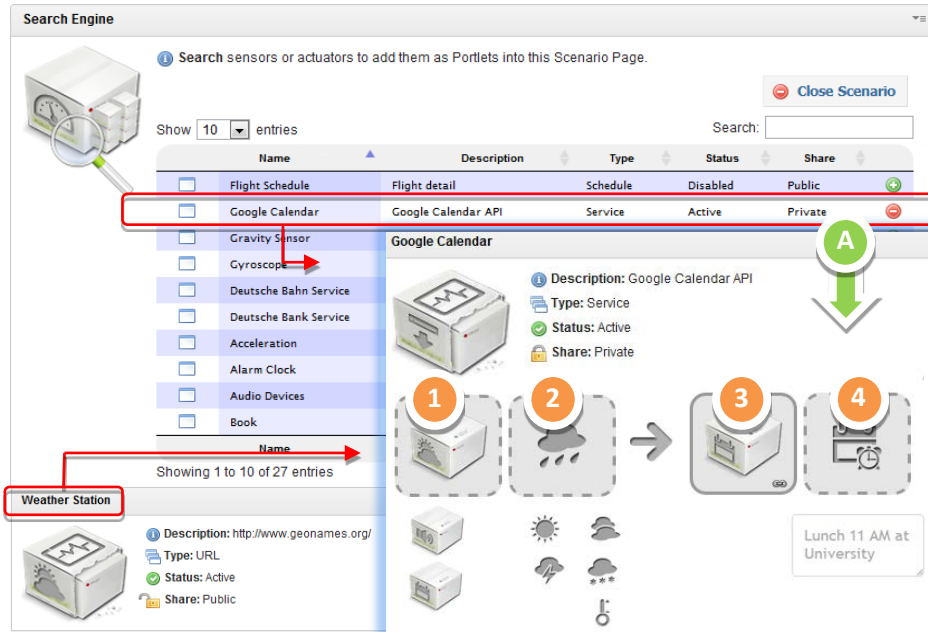 Search Engine
Search sensors or actuators to add them as Portlets into this Scenario Page.
Close Scenario
Show 10 entries Search:
Name Description Type Status Share
Flight Schedule Flight detail Schedule Disabled Public
Google Calendar Google Calendar API Service Active Private
Gravity Sensor
Gyroscope
Deutsche Bahn Service
Deutsche Bank Service
Acceleration
Alarm Clock
Audio Devices
Book
Name
Showing 1 to 10 of 27 entries
Google Calendar
A
Description: Google Calendar API
Type: Service
Status: Active
Share: Private
1 2 3 4
Lunch 11 AM at
University
Weather Station
Description: http://www.geonames.org/
Type: URL
Status: Active
Share: Public